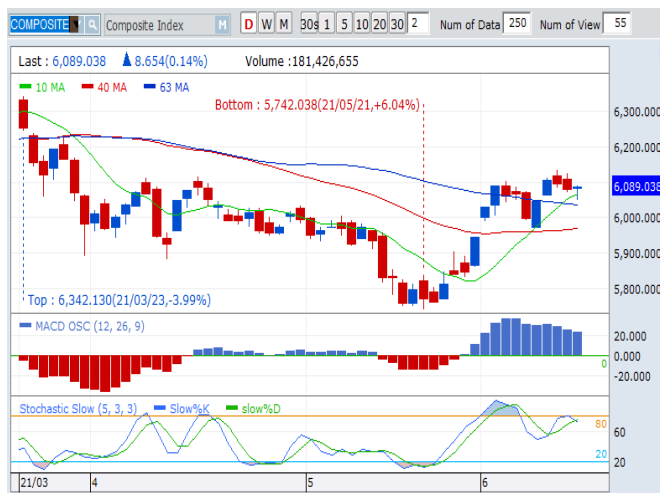 COMPOSITE Composite Index M D W M 30s 1 5 10 20 30 2 Num of Data 250 Num of View 55
Last : 6,089.038 ▲ 8.654(0.14%) Volume :181,426,655
10 MA 40 MA 63 MA
Bottom : 5,742.038(21/05/21,+6.04%)
6,300.000
6,200.000
6,089.038
6,000.000
5,900.000
5,800.000
Top : 6,342.130(21/03/23,-3.99%)
MACD OSC (12, 26, 9)
20.000
0.000
0
-20.000
Stochastic Slow (5, 3, 3) Slow%K slow%D
80
60
20
20
21/03 4 5 6